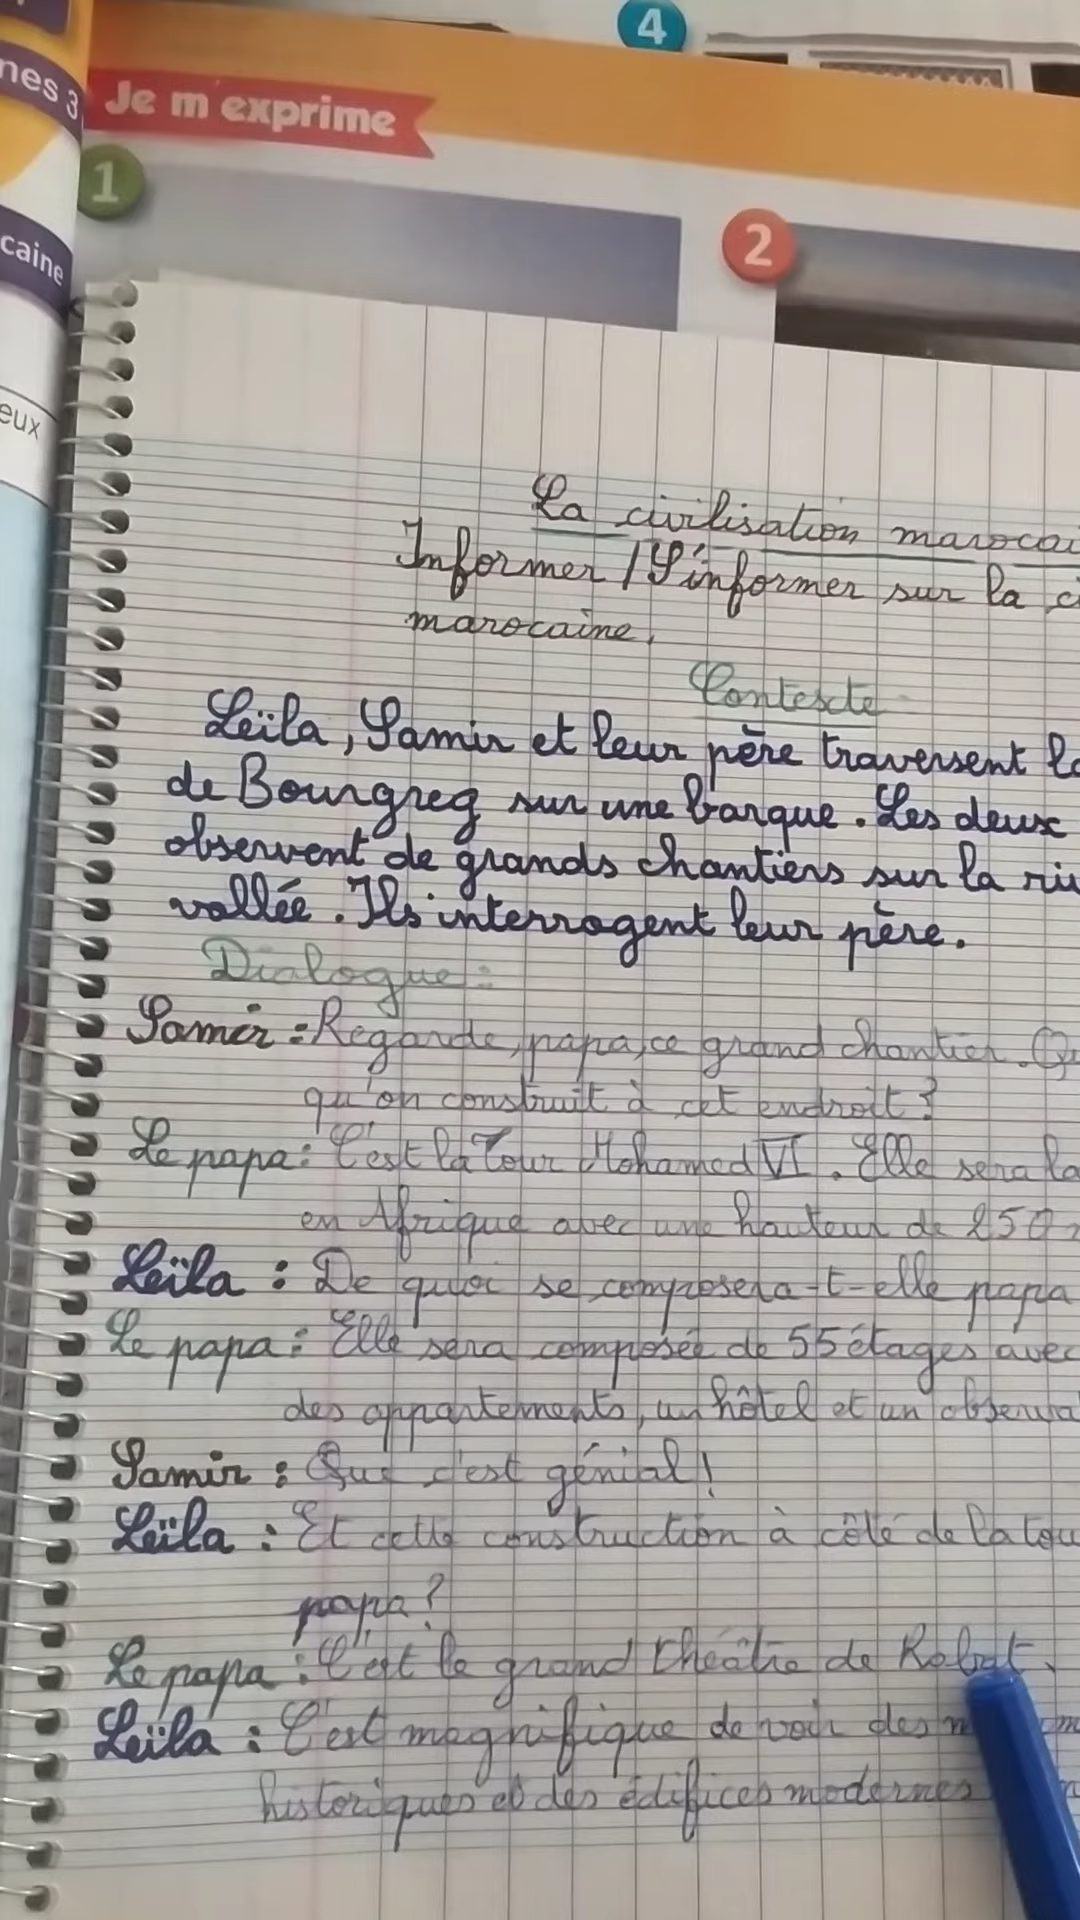 4
nes 3
Je m'exprime
1
2
caine
eux
La civilisation marocai
Informer / S'informer sur la ci
marocaine.
Contexte
Leïla, Samir et leur père traversent la
de Bourgreg sur une barque. Les deux
observent de grands chantiers sur la riv
vallée. Ils interrogent leur père.
Dialogue :
Samir : Regarde, papa, ce grand chantier. Qu
qu'on construit à cet endroit ?
Le papa : C'est la Tour Mohamed VI. Elle sera la
en Afrique avec une hauteur de 250 m
Leïla : De quoi se composera-t-elle papa
Le papa : Elle sera composée de 55 étages avec
des appartements, un hôtel et un observa
Samir : Que c'est génial !
Leïla : Et cette construction à côté de la tou
papa ?
Le papa : C'est le grand théâtre de Rabat.
Leïla : C'est magnifique de voir des m
historiques et des édifices modernes